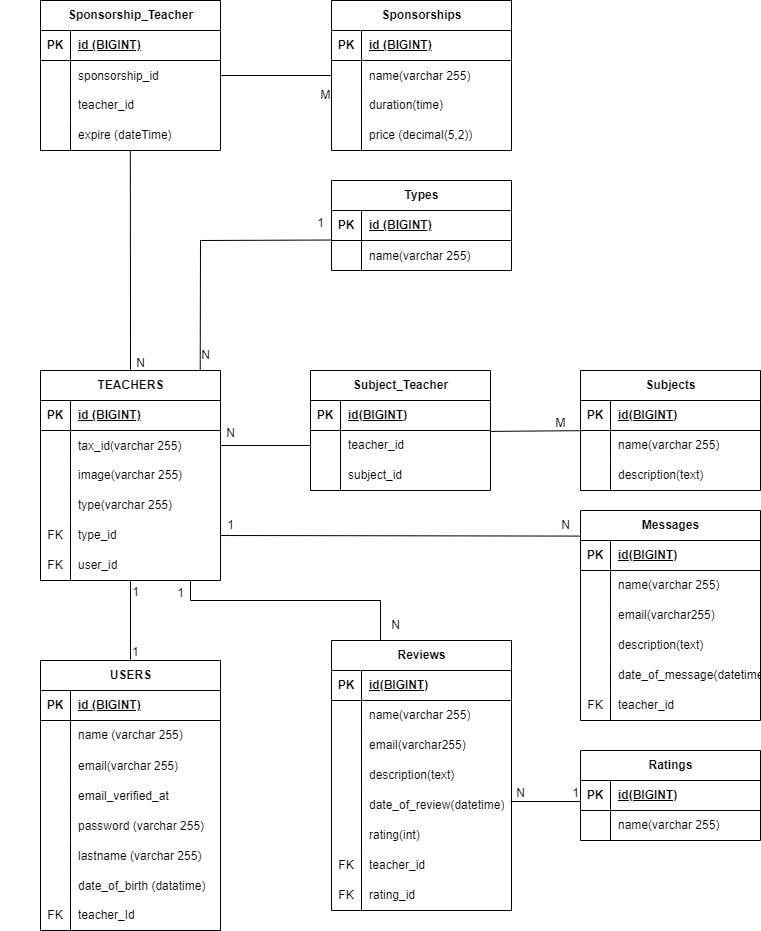 Sponsorship_Teacher
PK id (BIGINT)
sponsorship_id
teacher_id
expire (dateTime)
Sponsorships
PK id (BIGINT)
name(varchar 255)
duration(time)
price (decimal(5,2))
M
Types
PK id (BIGINT)
name(varchar 255)
1
N
N
TEACHERS
PK id (BIGINT)
tax_id(varchar 255)
image(varchar 255)
type(varchar 255)
FK type_id
FK user_id
N
Subject_Teacher
PK id(BIGINT)
teacher_id
subject_id
M
Subjects
PK id(BIGINT)
name(varchar 255)
description(text)
1
N
Messages
PK id(BIGINT)
name(varchar 255)
email(varchar255)
description(text)
date_of_message(datetime
FK teacher_id
1
1
1
N
USERS
PK id (BIGINT)
name (varchar 255)
email(varchar 255)
email_verified_at
password (varchar 255)
lastname (varchar 255)
date_of_birth (datatime)
FK teacher_Id
Reviews
PK id(BIGINT)
name(varchar 255)
email(varchar255)
description(text)
date_of_review(datetime)
rating(int)
FK teacher_id
FK rating_id
N
1
Ratings
PK id(BIGINT)
name(varchar 255)